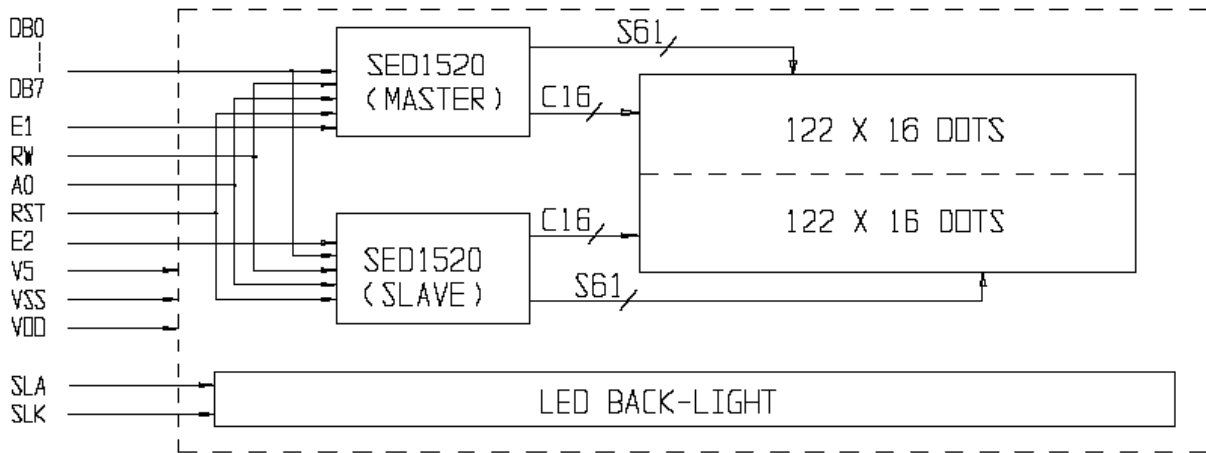 DB0
DB7
E1
RW
A0
RST
E2
V5
VSS
VDD
SLA
SLK
SED1520
(MASTER)
S61
C16
122 X 16 DOTS
122 X 16 DOTS
SED1520
(SLAVE)
C16
S61
LED BACK-LIGHT